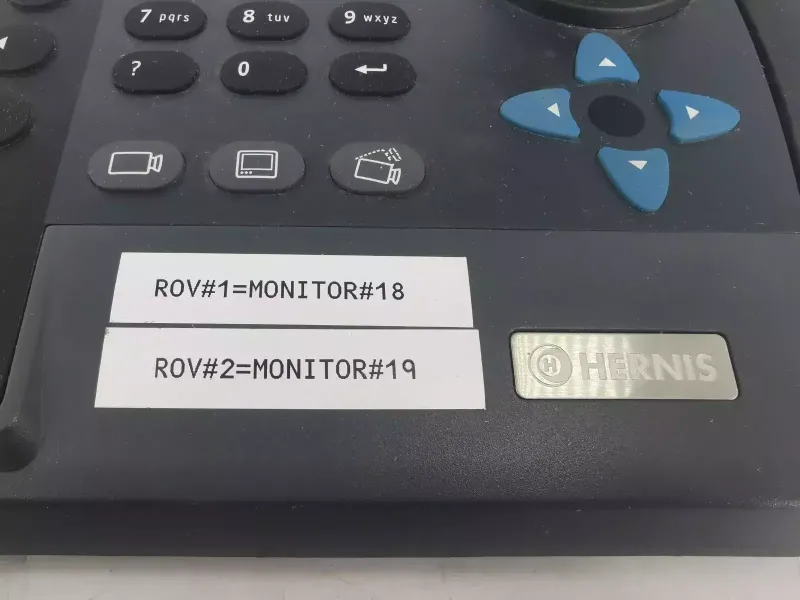 7 pqrs 8 tuv 9 wxyz
? 0
ROV#1=MONITOR#18
ROV#2=MONITOR#19
H HERNIS